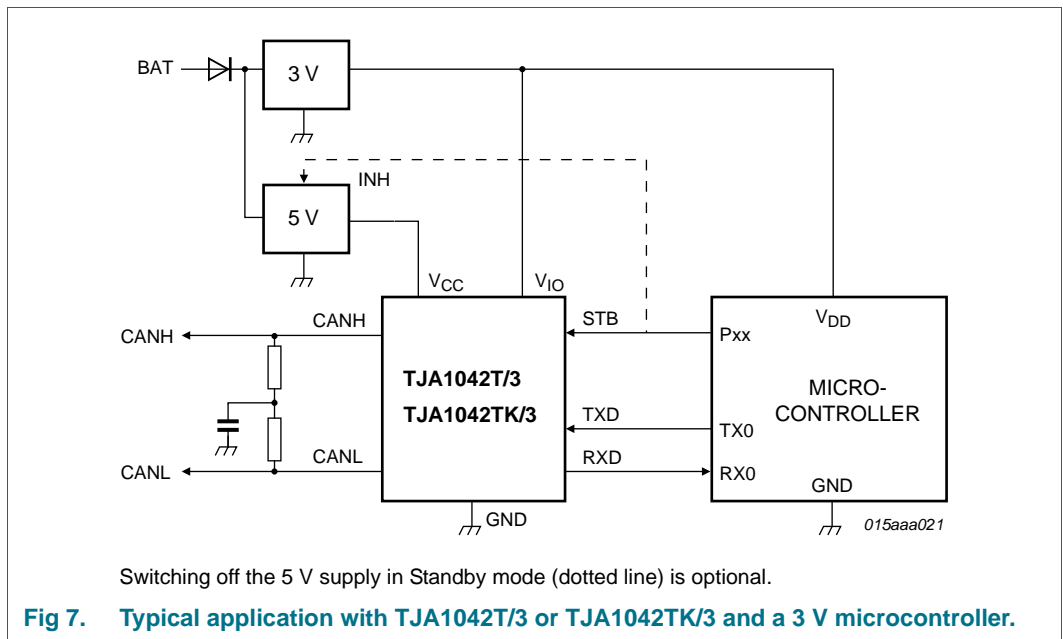 BAT
3 V
INH
5 V
VCC
VIO
CANH
CANH
STB
Pxx
VDD
TJA1042T/3
TJA1042TK/3
MICRO-
CONTROLLER
TXD
TX0
CANL
CANL
RXD
RX0
GND
GND
015aaa021
Switching off the 5 V supply in Standby mode (dotted line) is optional.
Fig 7. Typical application with TJA1042T/3 or TJA1042TK/3 and a 3 V microcontroller.